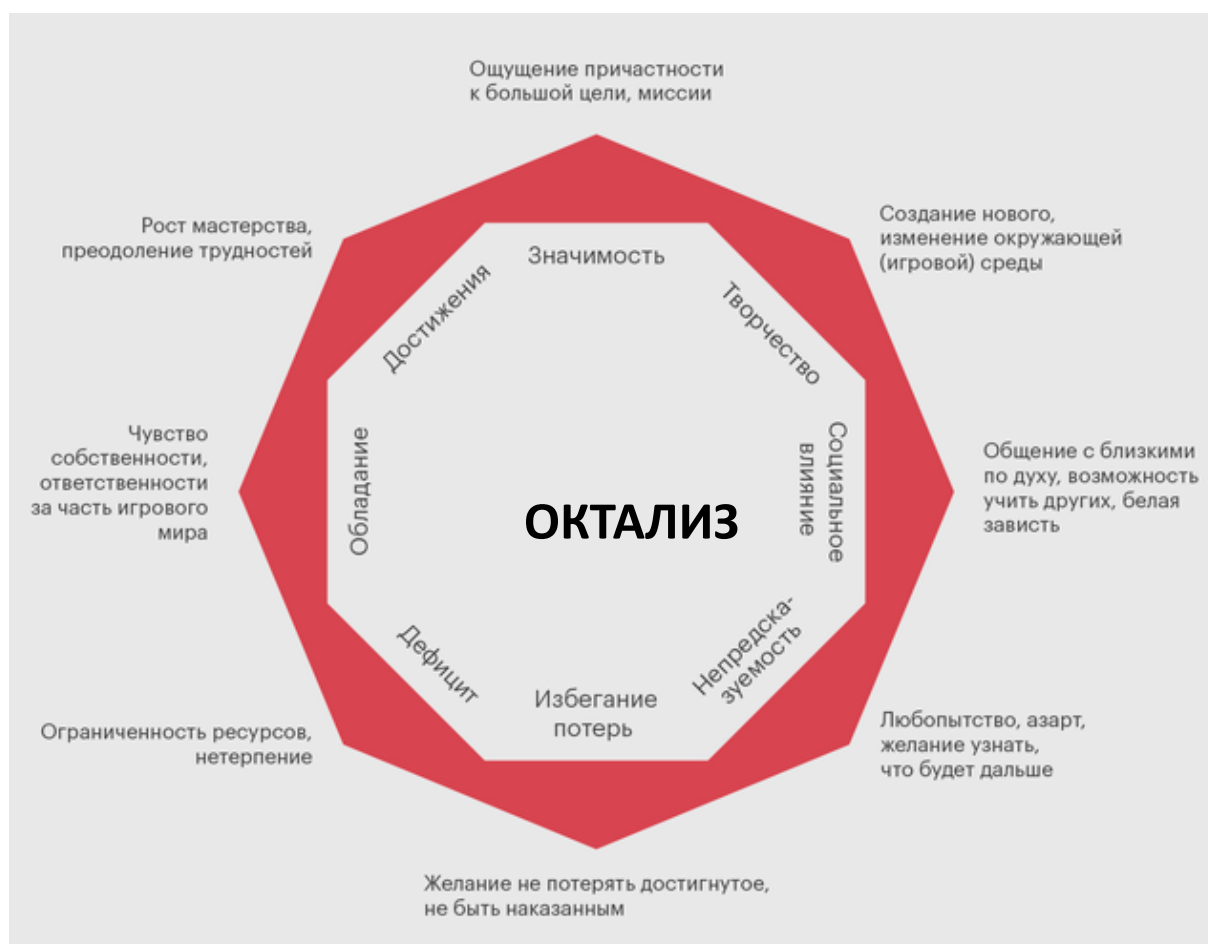 Ощущение причастности
к большой цели, миссии
Рост мастерства,
преодоление трудностей
Создание нового,
изменение окружающей
(игровой) среды
Значимость
Достижения
Творчество
Чувство
собственности,
ответственности
за часть игрового
мира
Обладание
ОКТАЛИЗ
Социальное
влияние
Общение с близкими
по духу, возможность
учить других, белая
зависть
Дефицит
Избегание
потерь
Непредска-
зуемость
Ограниченность ресурсов,
нетерпение
Любопытство, азарт,
желание узнать,
что будет дальше
Желание не потерять достигнутое,
не быть наказанным